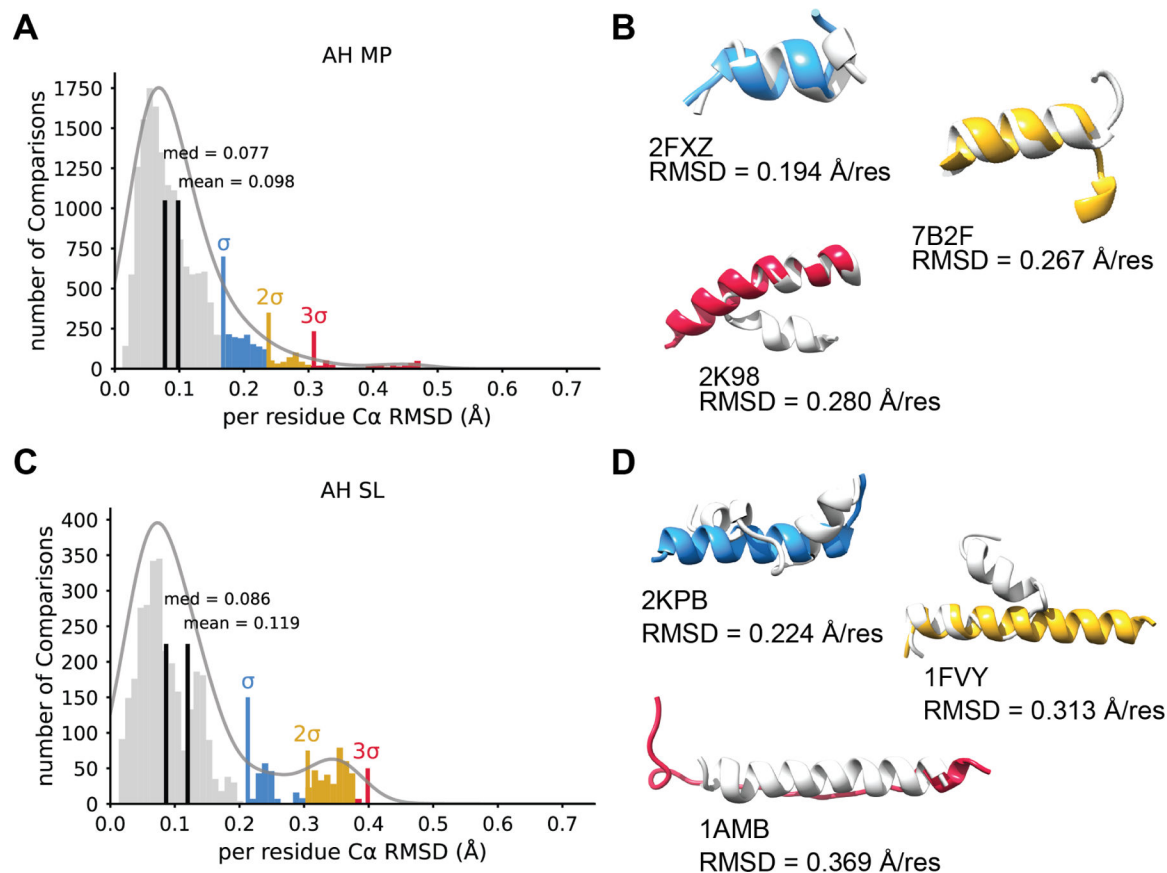 A
AH MP
number of Comparisons
1750
1500
1250
1000
750
500
250
0
med = 0.077
mean = 0.098
σ
2σ
3σ
0.0 0.1 0.2 0.3 0.4 0.5 0.6 0.7
per residue Cα RMSD (Å)
B
2FXZ
RMSD = 0.194 Å/res
7B2F
RMSD = 0.267 Å/res
2K98
RMSD = 0.280 Å/res
C
AH SL
number of Comparisons
400
350
300
250
200
150
100
50
0
med = 0.086
mean = 0.119
σ
2σ
3σ
0.0 0.1 0.2 0.3 0.4 0.5 0.6 0.7
per residue Cα RMSD (Å)
D
2KPB
RMSD = 0.224 Å/res
1FVY
RMSD = 0.313 Å/res
1AMB
RMSD = 0.369 Å/res